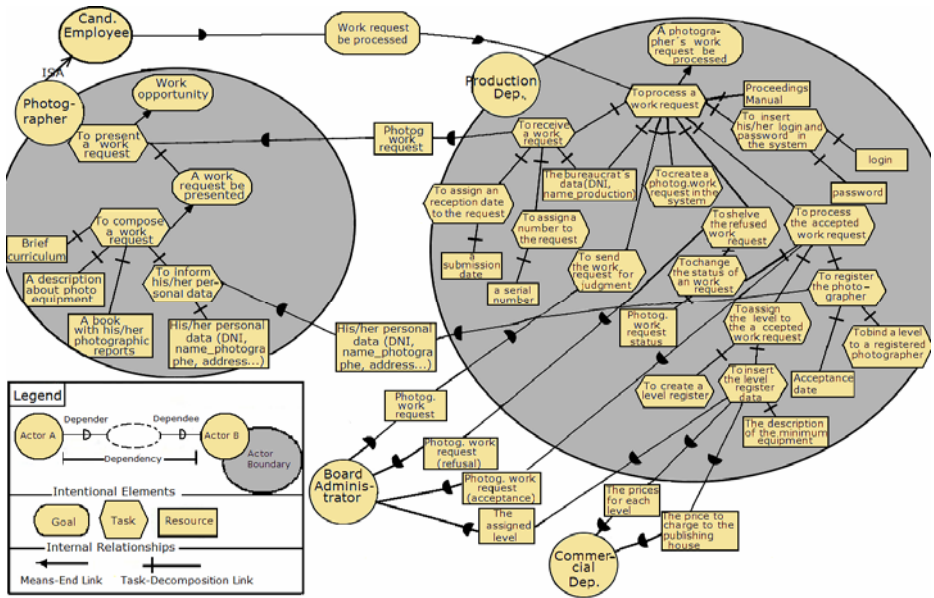 Cand.
Employee
Work request
be processed
A photogra-
pher´s work
request be
processed
ISA
Photog-
rapher
Work
opportunity
To present
a work
request
Photog
work
request
Production
Dep.,
To process a
work request
Proceedings
Manual
To insert
his/her login and
password in
the system
login
password
To receive
a work
request
A work
request be
presented
To assign an
reception date
to the request
The bureaucrat's
data(DNI,
name_production)
To create a
photog.work
request in the
system
To compose
a work
request
To assign a
number to
the request
To shelve
the refused
work
request
To process
the accepted
work request
Brief
curriculum
A description
about photo
equipment
To inform
his/her per-
sonal data
a
submission
date
a serial number
To send
the work
request for
judgment
To change
the status of
an work
request
To register
the photo-
grapher
A book
with his/her
photographic
reports
His/her personal
data (DNI,
name_photogra
phe, address...)
His/her personal
data (DNI,
name_photogra
phe, address...)
Photog.
work
request
status
To assign
the level to
the a ccepted
work request
To bind a level
to a registered
photographer
To create a
level register
To insert
the level
register
data
Acceptance
date
The description
of the minimum
equipment
Photog.
work
request
Photog. work
request
(refusal)
Board
Adminis-
trator
Photog. work
request
(acceptance)
The
assigned
level
The prices
for each
level
The price to
charge to the
publishing
house
Commer-
cial
Dep.
Legend
Depender
Dependee
Actor A
Actor B
Dependency
Actor
Boundary
Intentional Elements
Goal
Task
Resource
Internal Relationships
Means-End Link
Task-Decomposition Link